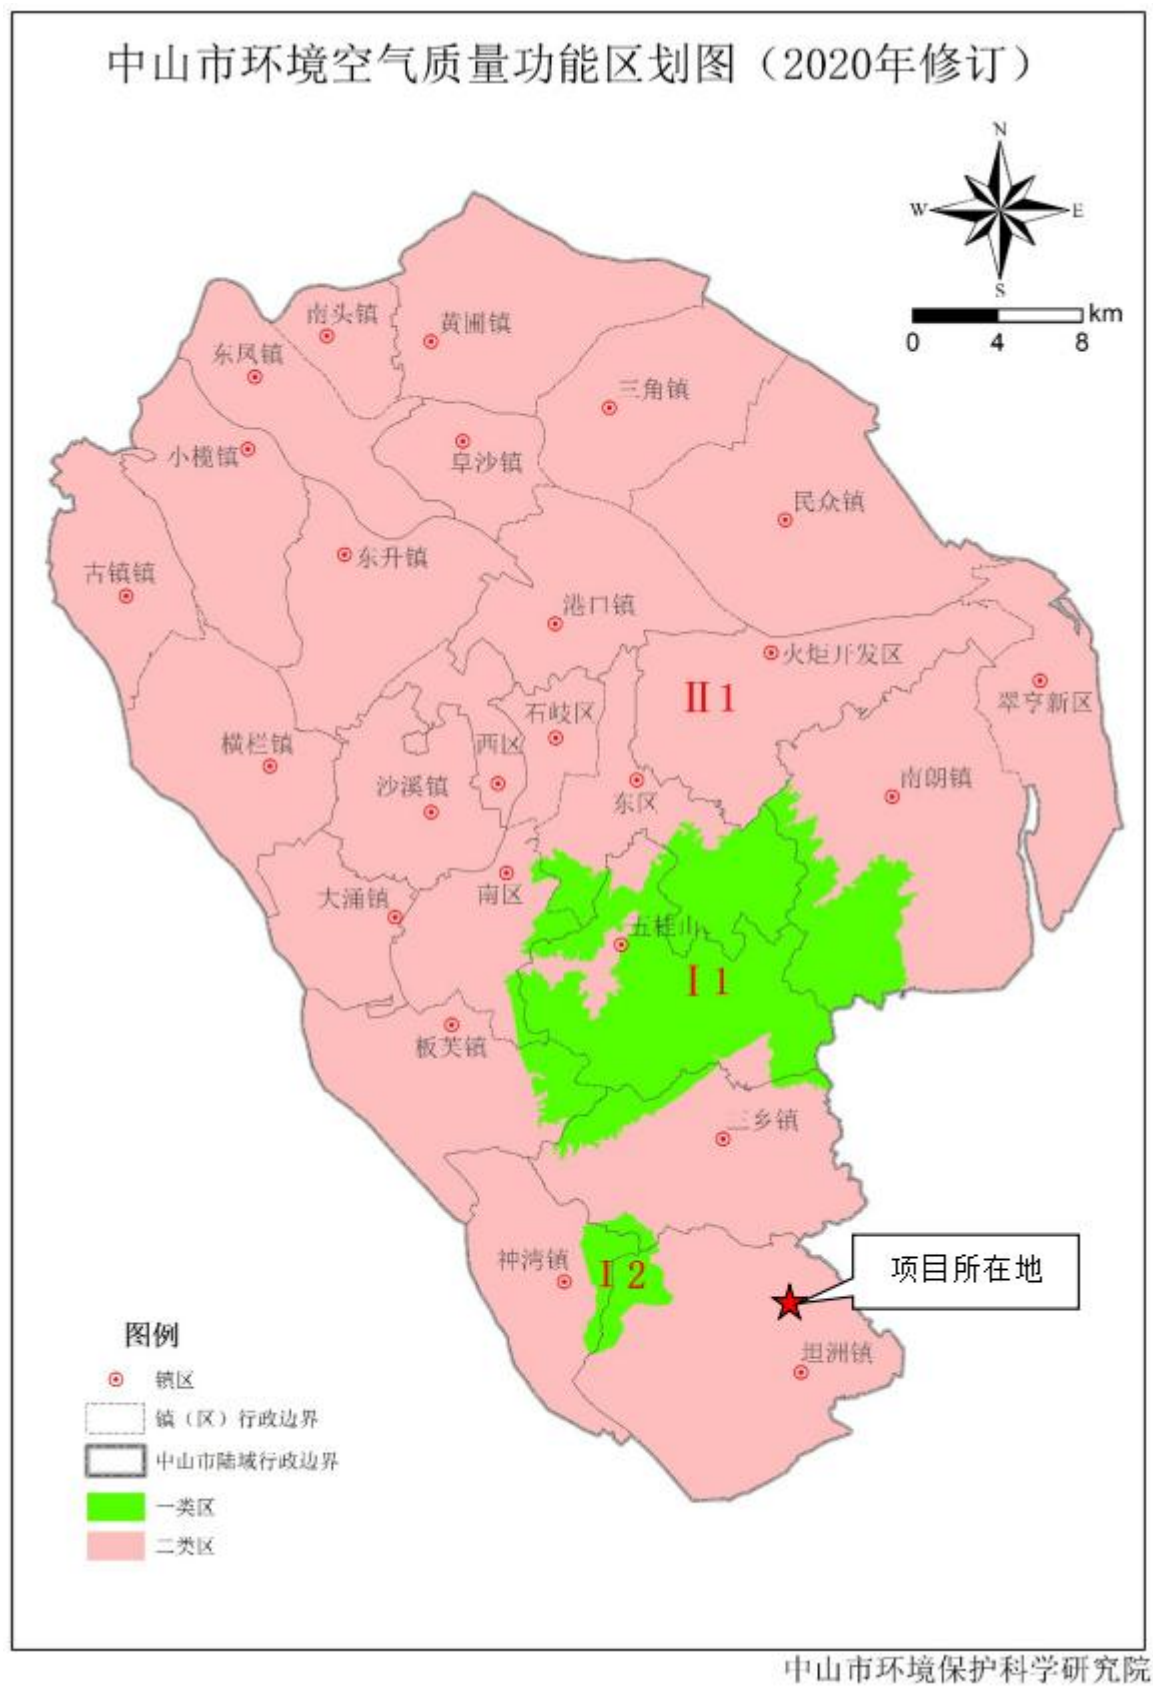 中山市环境空气质量功能区划图（2020年修订）
N
W
E
S
km
0 4 8
南头镇
黄圃镇
东凤镇
三角镇
小榄镇
阜沙镇
民众镇
东升镇
古镇镇
港口镇
火炬开发区
II 1
翠亨新区
石岐区
横栏镇
西区
沙溪镇
南朗镇
东区
大涌镇
南区
五桂山
I 1
板芙镇
三乡镇
神湾镇
I 2
项目所在地
坦洲镇
图例
镇区
镇（区）行政边界
中山市陆域行政边界
一类区
二类区
中山市环境保护科学研究院